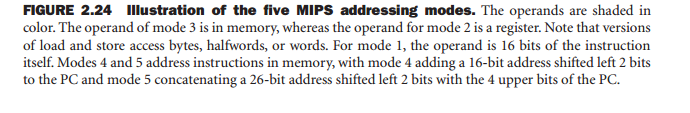 FIGURE 2.24 Illustration of the five MIPS addressing modes. The operands are shaded in
color. The operand of mode 3 is in memory, whereas the operand for mode 2 is a register. Note that versions
of load and store access bytes, halfwords, or words. For mode 1, the operand is 16 bits of the instruction
itself. Modes 4 and 5 address instructions in memory, with mode 4 adding a 16-bit address shifted left 2 bits
to the PC and mode 5 concatenating a 26-bit address shifted left 2 bits with the 4 upper bits of the PC.